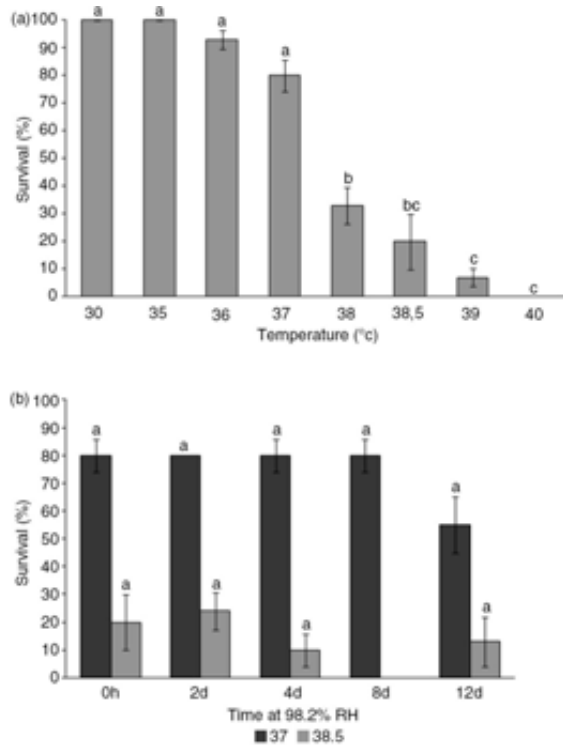 (a)
100
90
80
70
60
50
40
30
20
10
0
Survival (%)
a a a a b bc c c
30 35 36 37 38 38,5 39 40
Temperature (°c)
(b)
100
90
80
70
60
50
40
30
20
10
0
Survival (%)
a a a a a a a a a
0h 2d 4d 8d 12d
Time at 98.2% RH
37 38.5